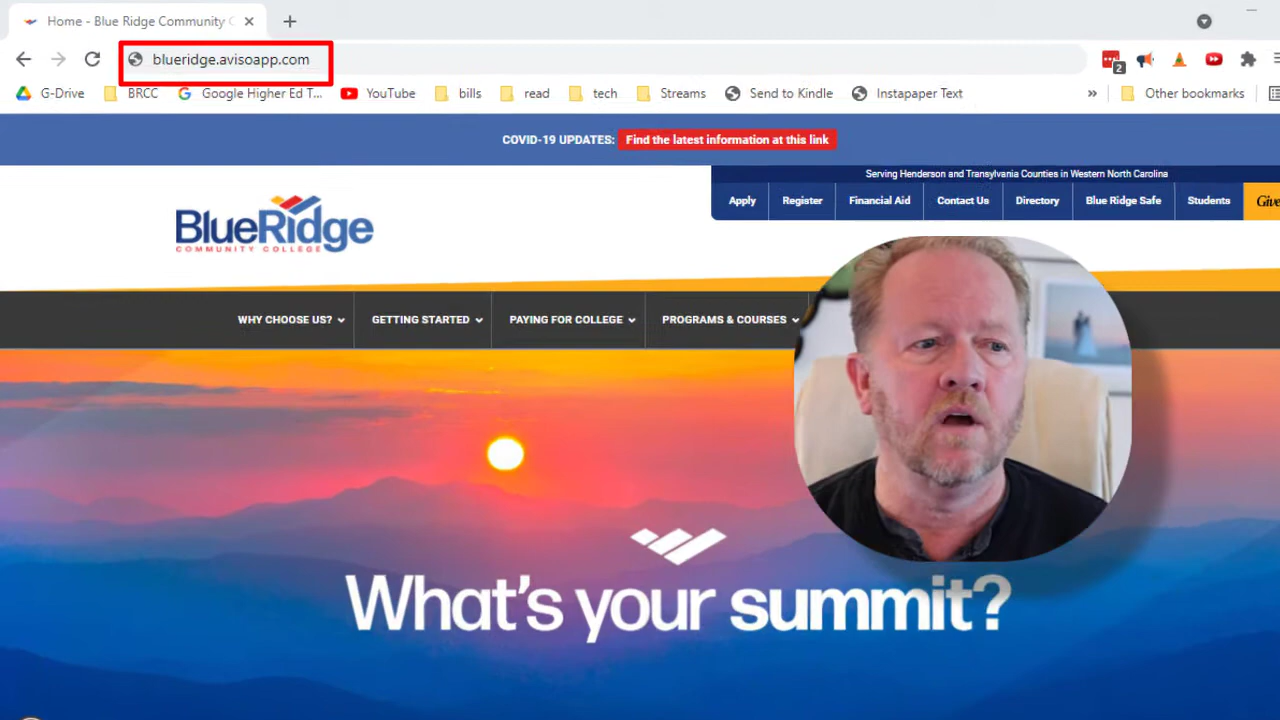 Home - Blue Ridge Community C
blueridge.avisoapp.com
2
G-Drive BRCC Google Higher Ed T... YouTube bills read tech Streams Send to Kindle Instapaper Text » Other bookmarks
COVID-19 UPDATES: Find the latest information at this link
Serving Henderson and Transylvania Counties in Western North Carolina
Apply Register Financial Aid Contact Us Directory Blue Ridge Safe Students Give
BlueRidge
COMMUNITY COLLEGE
WHY CHOOSE US? GETTING STARTED PAYING FOR COLLEGE PROGRAMS & COURSES
What's your summit?